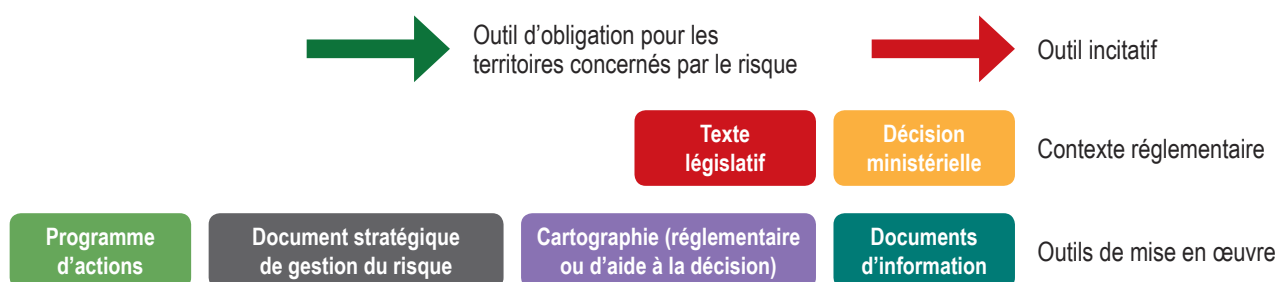 Outil d'obligation pour les
territoires concernés par le risque
Outil incitatif
Texte
législatif
Décision
ministérielle
Contexte réglementaire
Programme
d'actions
Document stratégique
de gestion du risque
Cartographie (réglementaire
ou d'aide à la décision)
Documents
d'information
Outils de mise en œuvre